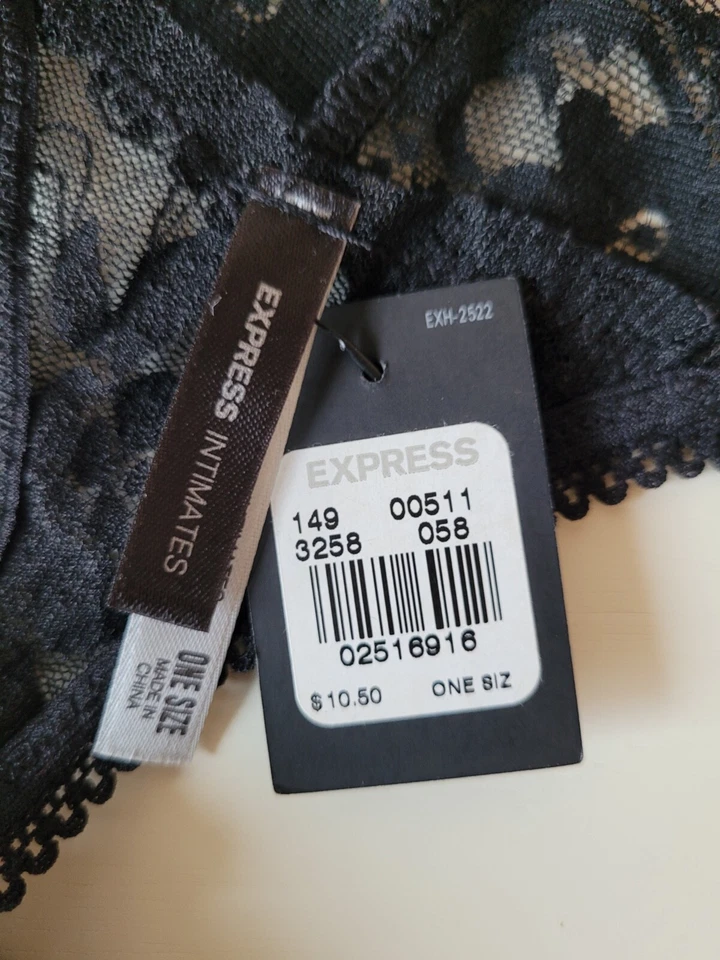 EXPRESS INTIMATES
ONE SIZE
MADE IN
CHINA
EXH-2522
EXPRESS
149 00511
3258 058
02516916
$10.50 ONE SIZ